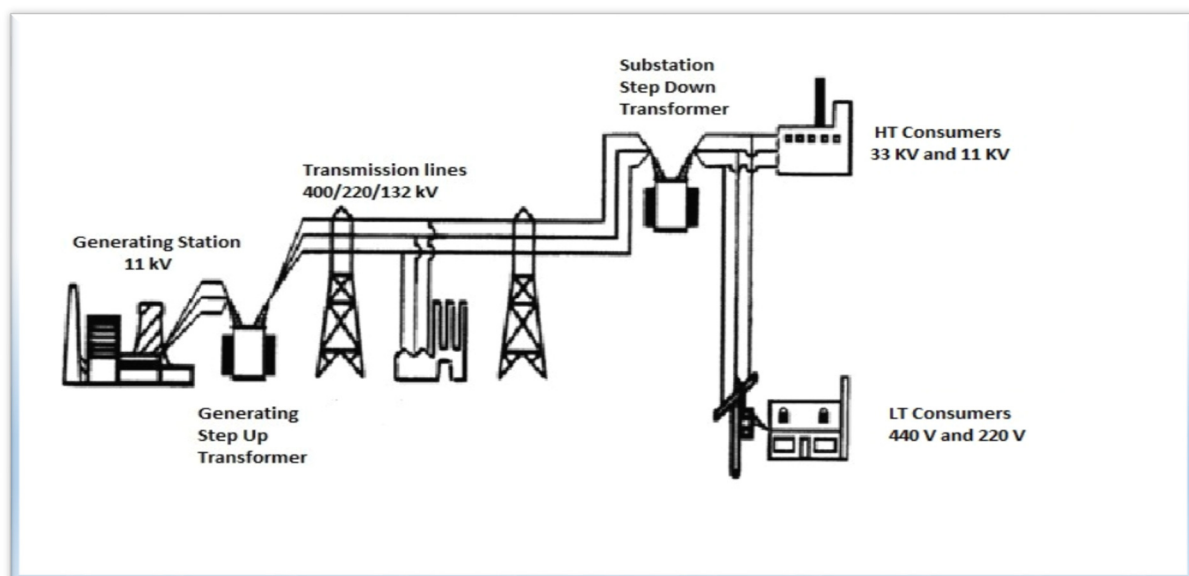 Substation
Step Down
Transformer
HT Consumers
33 KV and 11 KV
Transmission lines
400/220/132 kV
Generating Station
11 kV
Generating
Step Up
Transformer
LT Consumers
440 V and 220 V